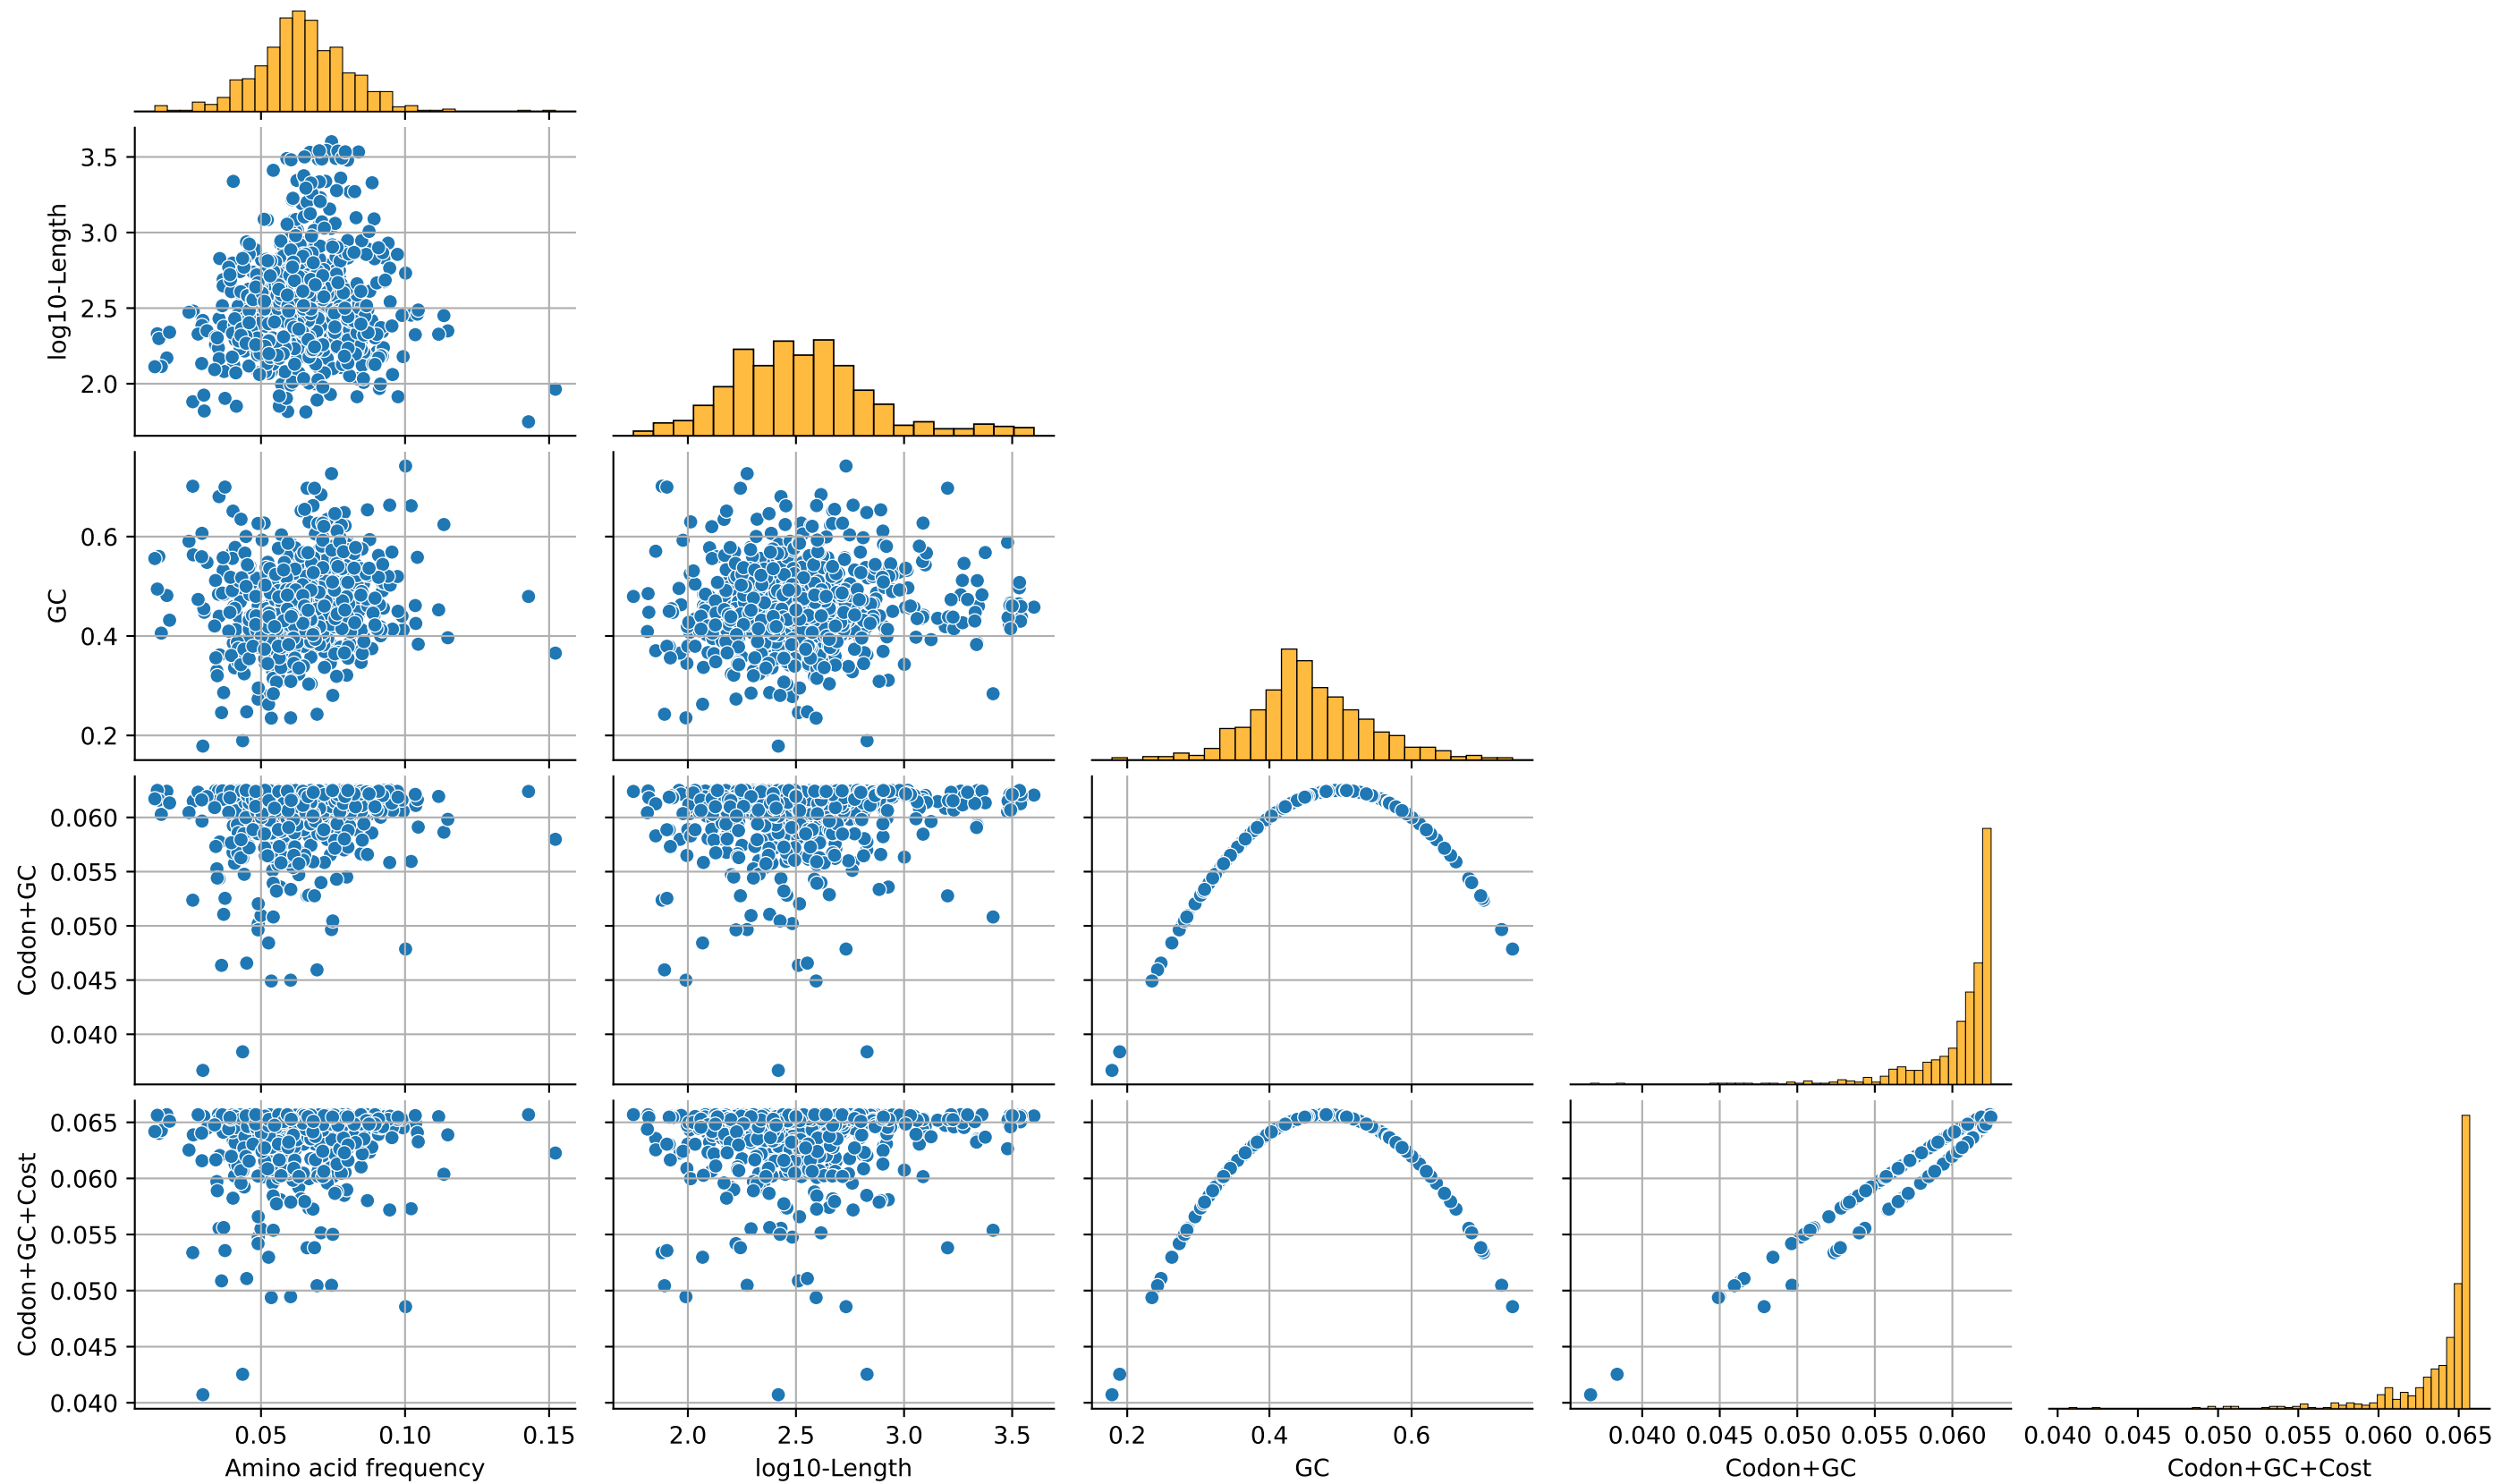 3.5
3.0
2.5
2.0
log10-Length
0.6
0.4
0.2
GC
0.060
0.055
0.050
0.045
0.040
Codon+GC
0.065
0.060
0.055
0.050
0.045
0.040
Codon+GC+Cost
0.05 0.10 0.15
Amino acid frequency
2.0 2.5 3.0 3.5
log10-Length
0.2 0.4 0.6
GC
0.040 0.045 0.050 0.055 0.060
Codon+GC
0.040 0.045 0.050 0.055 0.060 0.065
Codon+GC+Cost